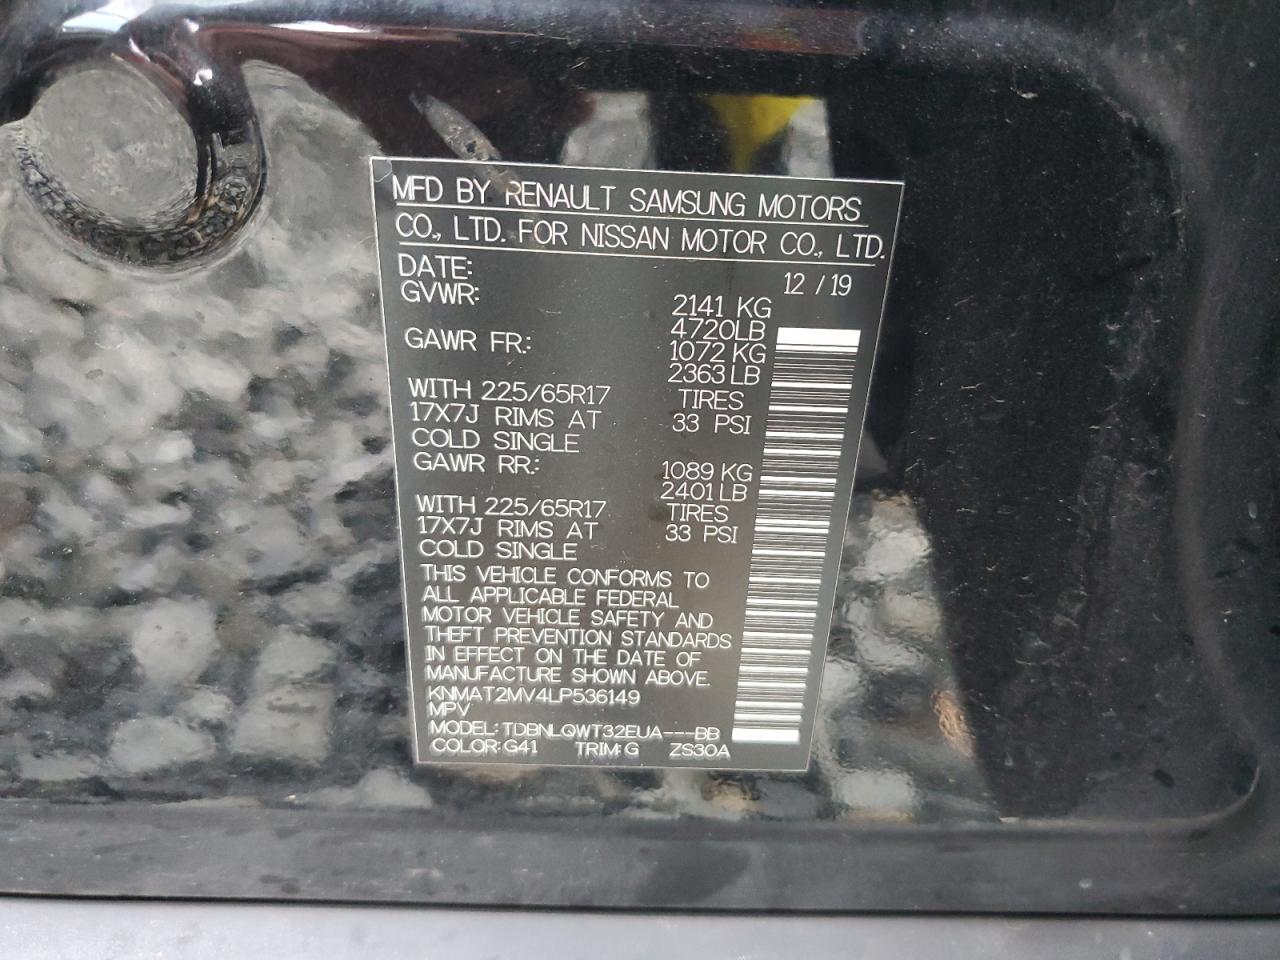 MFD BY RENAULT SAMSUNG MOTORS
CO., LTD. FOR NISSAN MOTOR CO., LTD.
DATE: 12 / 19
GVWR: 2141 KG
4720LB
GAWR FR.: 1072 KG
2363 LB
WITH 225/65R17 TIRES
17X7J RIMS AT 33 PSI
COLD SINGLE
GAWR RR.: 1089 KG
2401 LB
WITH 225/65R17 TIRES
17X7J RIMS AT 33 PSI
COLD SINGLE
THIS VEHICLE CONFORMS TO
ALL APPLICABLE FEDERAL
MOTOR VEHICLE SAFETY AND
THEFT PREVENTION STANDARDS
IN EFFECT ON THE DATE OF
MANUFACTURE SHOWN ABOVE.
KNMAT2MV4LP536149
MPV
MODEL: TDBNLQWT32EUA---BB
COLOR:G41 TRIM:G ZS30A